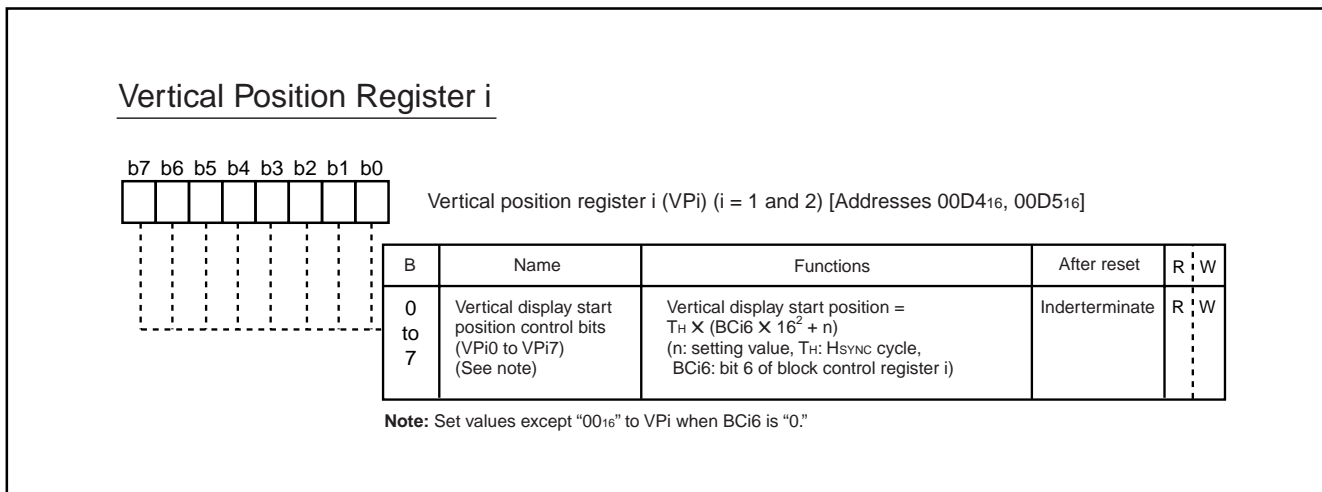 Vertical Position Register i
b7 b6 b5 b4 b3 b2 b1 b0
Vertical position register i (VPi) (i = 1 and 2) [Addresses 00D416, 00D516]
B Name Functions After reset R W
0 to 7
Vertical display start
position control bits
(VPi0 to VPi7)
(See note)
Vertical display start position =
TH X (BCi6 X 16² + n)
(n: setting value, TH: HSYNC cycle,
BCi6: bit 6 of block control register i)
Inderterminate R W
Note: Set values except “0016” to VPi when BCi6 is “0.”